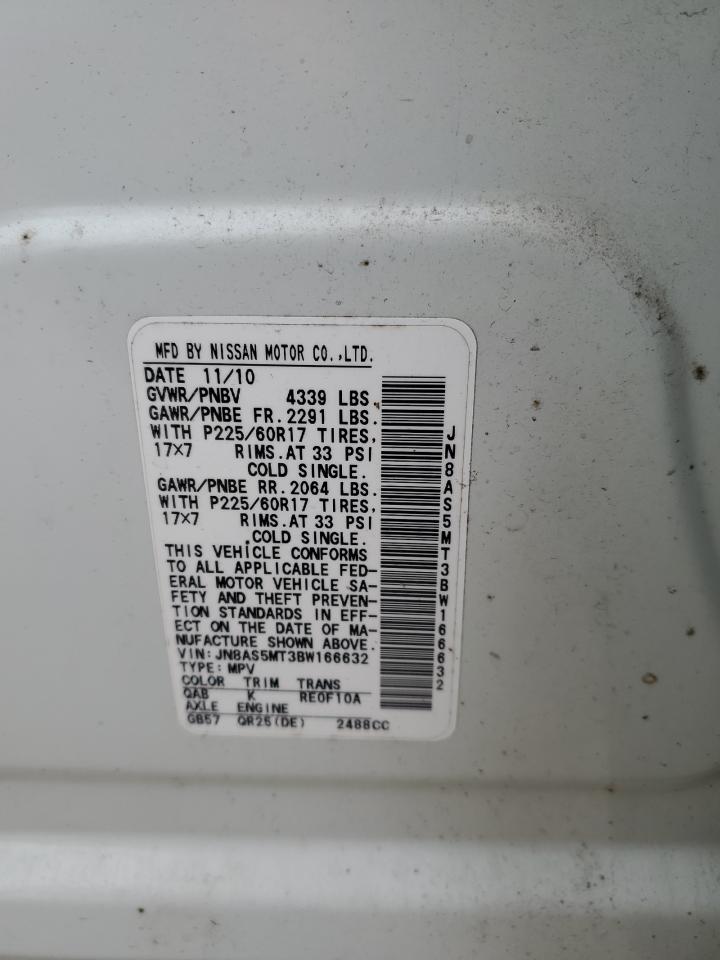 MFD BY NISSAN MOTOR CO.,LTD.
DATE 11/10
GVWR/PNBV 4339 LBS.
GAWR/PNBE FR.2291 LBS.
WITH P225/60R17 TIRES,
17×7 RIMS.AT 33 PSI
COLD SINGLE.
GAWR/PNBE RR.2064 LBS.
WITH P225/60R17 TIRES,
17×7 RIMS.AT 33 PSI
COLD SINGLE.
THIS VEHICLE CONFORMS
TO ALL APPLICABLE FED-
ERAL MOTOR VEHICLE SA-
FETY AND THEFT PREVEN-
TION STANDARDS IN EFF-
ECT ON THE DATE OF MA-
NUFACTURE SHOWN ABOVE.
VIN:JN8AS5MT3BW166632
TYPE:MPV
COLOR TRIM TRANS
QAB K RE0F10A
AXLE ENGINE
GB57 QR25(DE) 2488CC
JN8AS5MT3BW166632